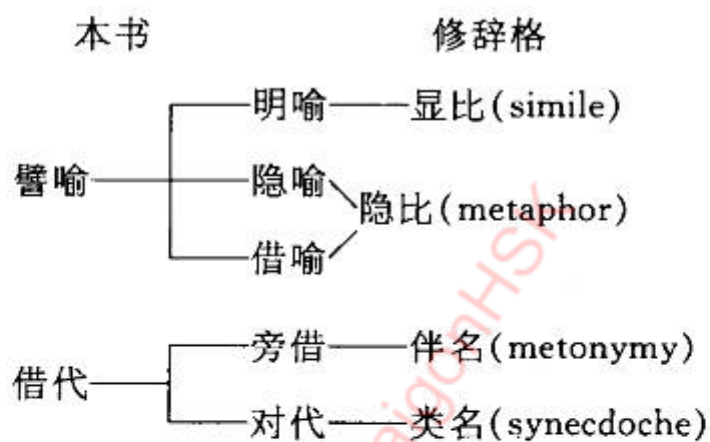 本书 修辞格
明喻 显比(simile)
譬喻 隐喻
隐比(metaphor)
借喻
旁借 伴名(metonymy)
借代
对代 类名(synecdoche)
aigonHSK